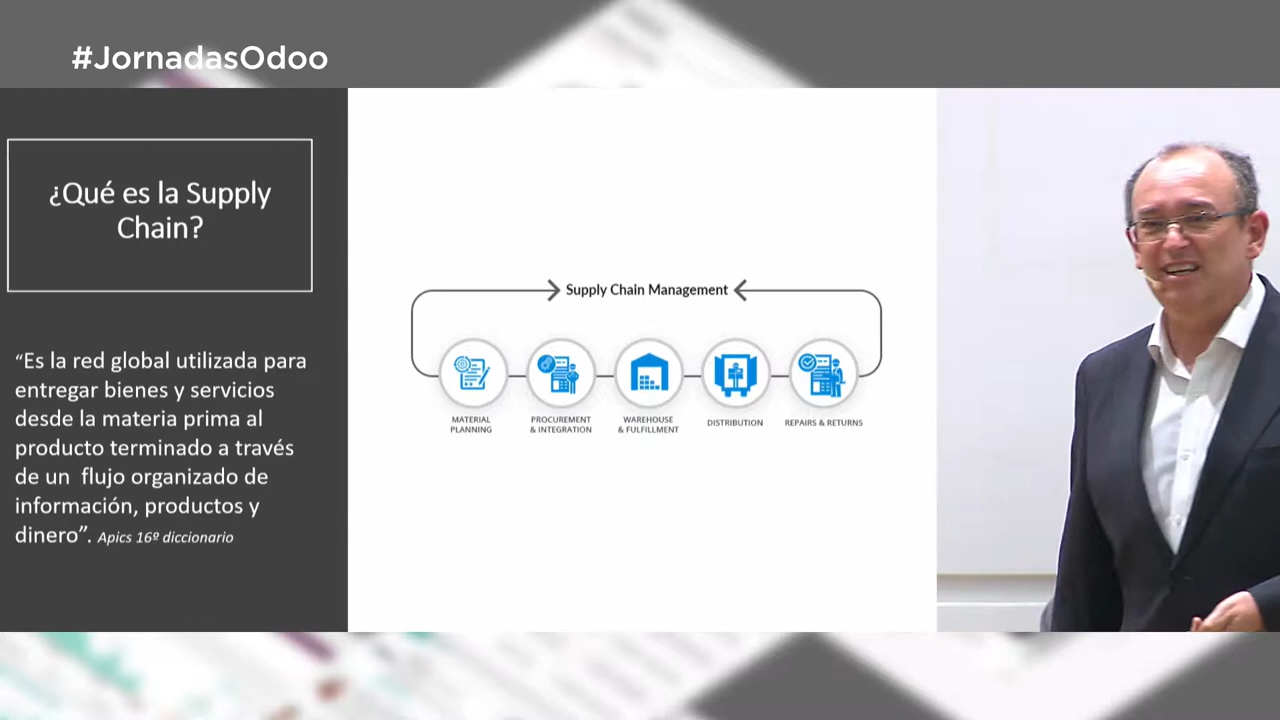 #JornadasOdoo
¿Qué es la Supply
Chain?
“Es la red global utilizada para
entregar bienes y servicios
desde la materia prima al
producto terminado a través
de un flujo organizado de
información, productos y
dinero”. Apics 16º diccionario
Supply Chain Management
MATERIAL
PLANNING
PROCUREMENT
& INTEGRATION
WAREHOUSE
& FULFILLMENT
DISTRIBUTION
REPAIRS & RETURNS